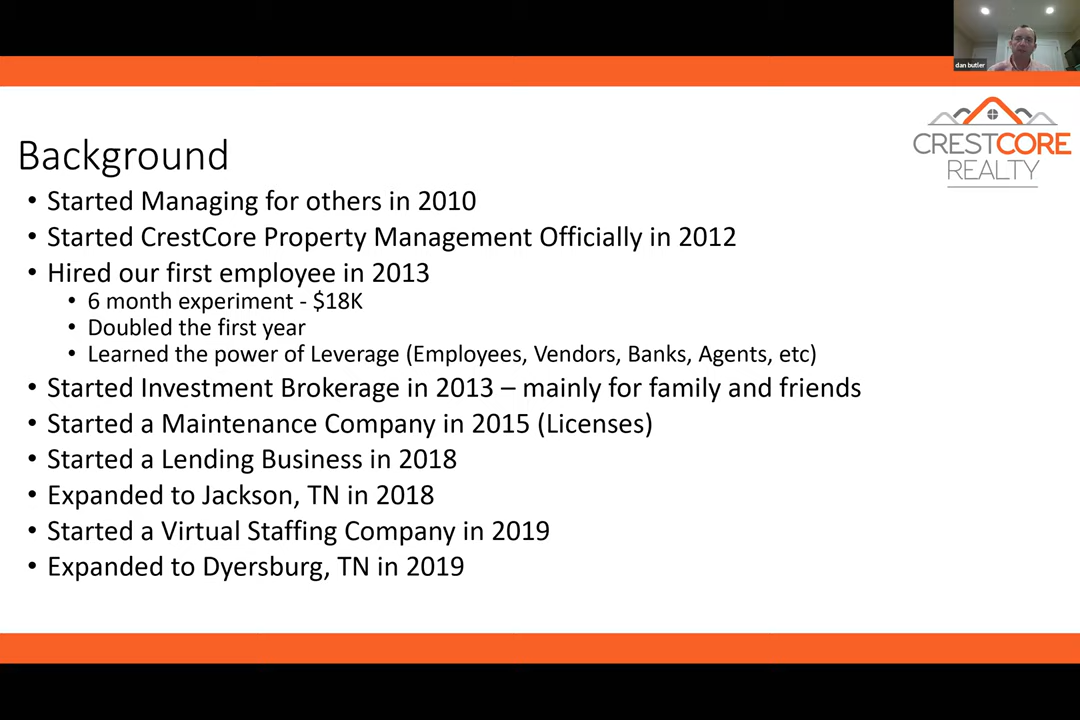 dan butler
CRESTCORE
REALTY
Background
• Started Managing for others in 2010
• Started CrestCore Property Management Officially in 2012
• Hired our first employee in 2013
• 6 month experiment - $18K
• Doubled the first year
• Learned the power of Leverage (Employees, Vendors, Banks, Agents, etc)
• Started Investment Brokerage in 2013 – mainly for family and friends
• Started a Maintenance Company in 2015 (Licenses)
• Started a Lending Business in 2018
• Expanded to Jackson, TN in 2018
• Started a Virtual Staffing Company in 2019
• Expanded to Dyersburg, TN in 2019